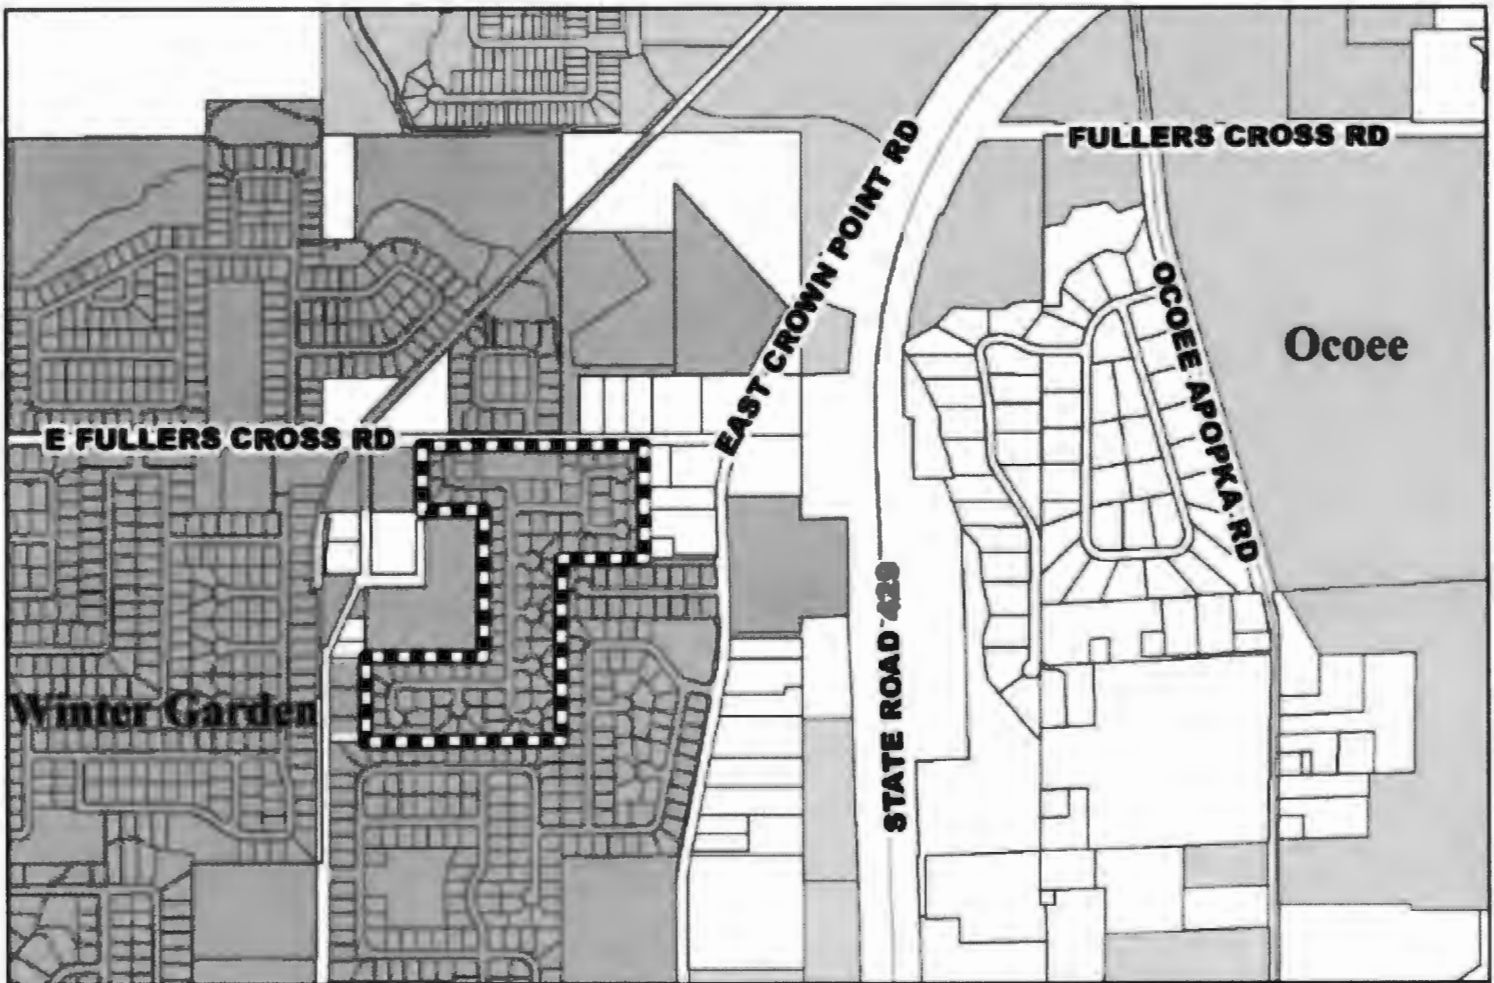 FULLERS CROSS RD
EAST CROWN POINT RD
OCOEE APOPKA RD
Ocoee
E FULLERS CROSS RD
STATE ROAD 429
Winter Garden